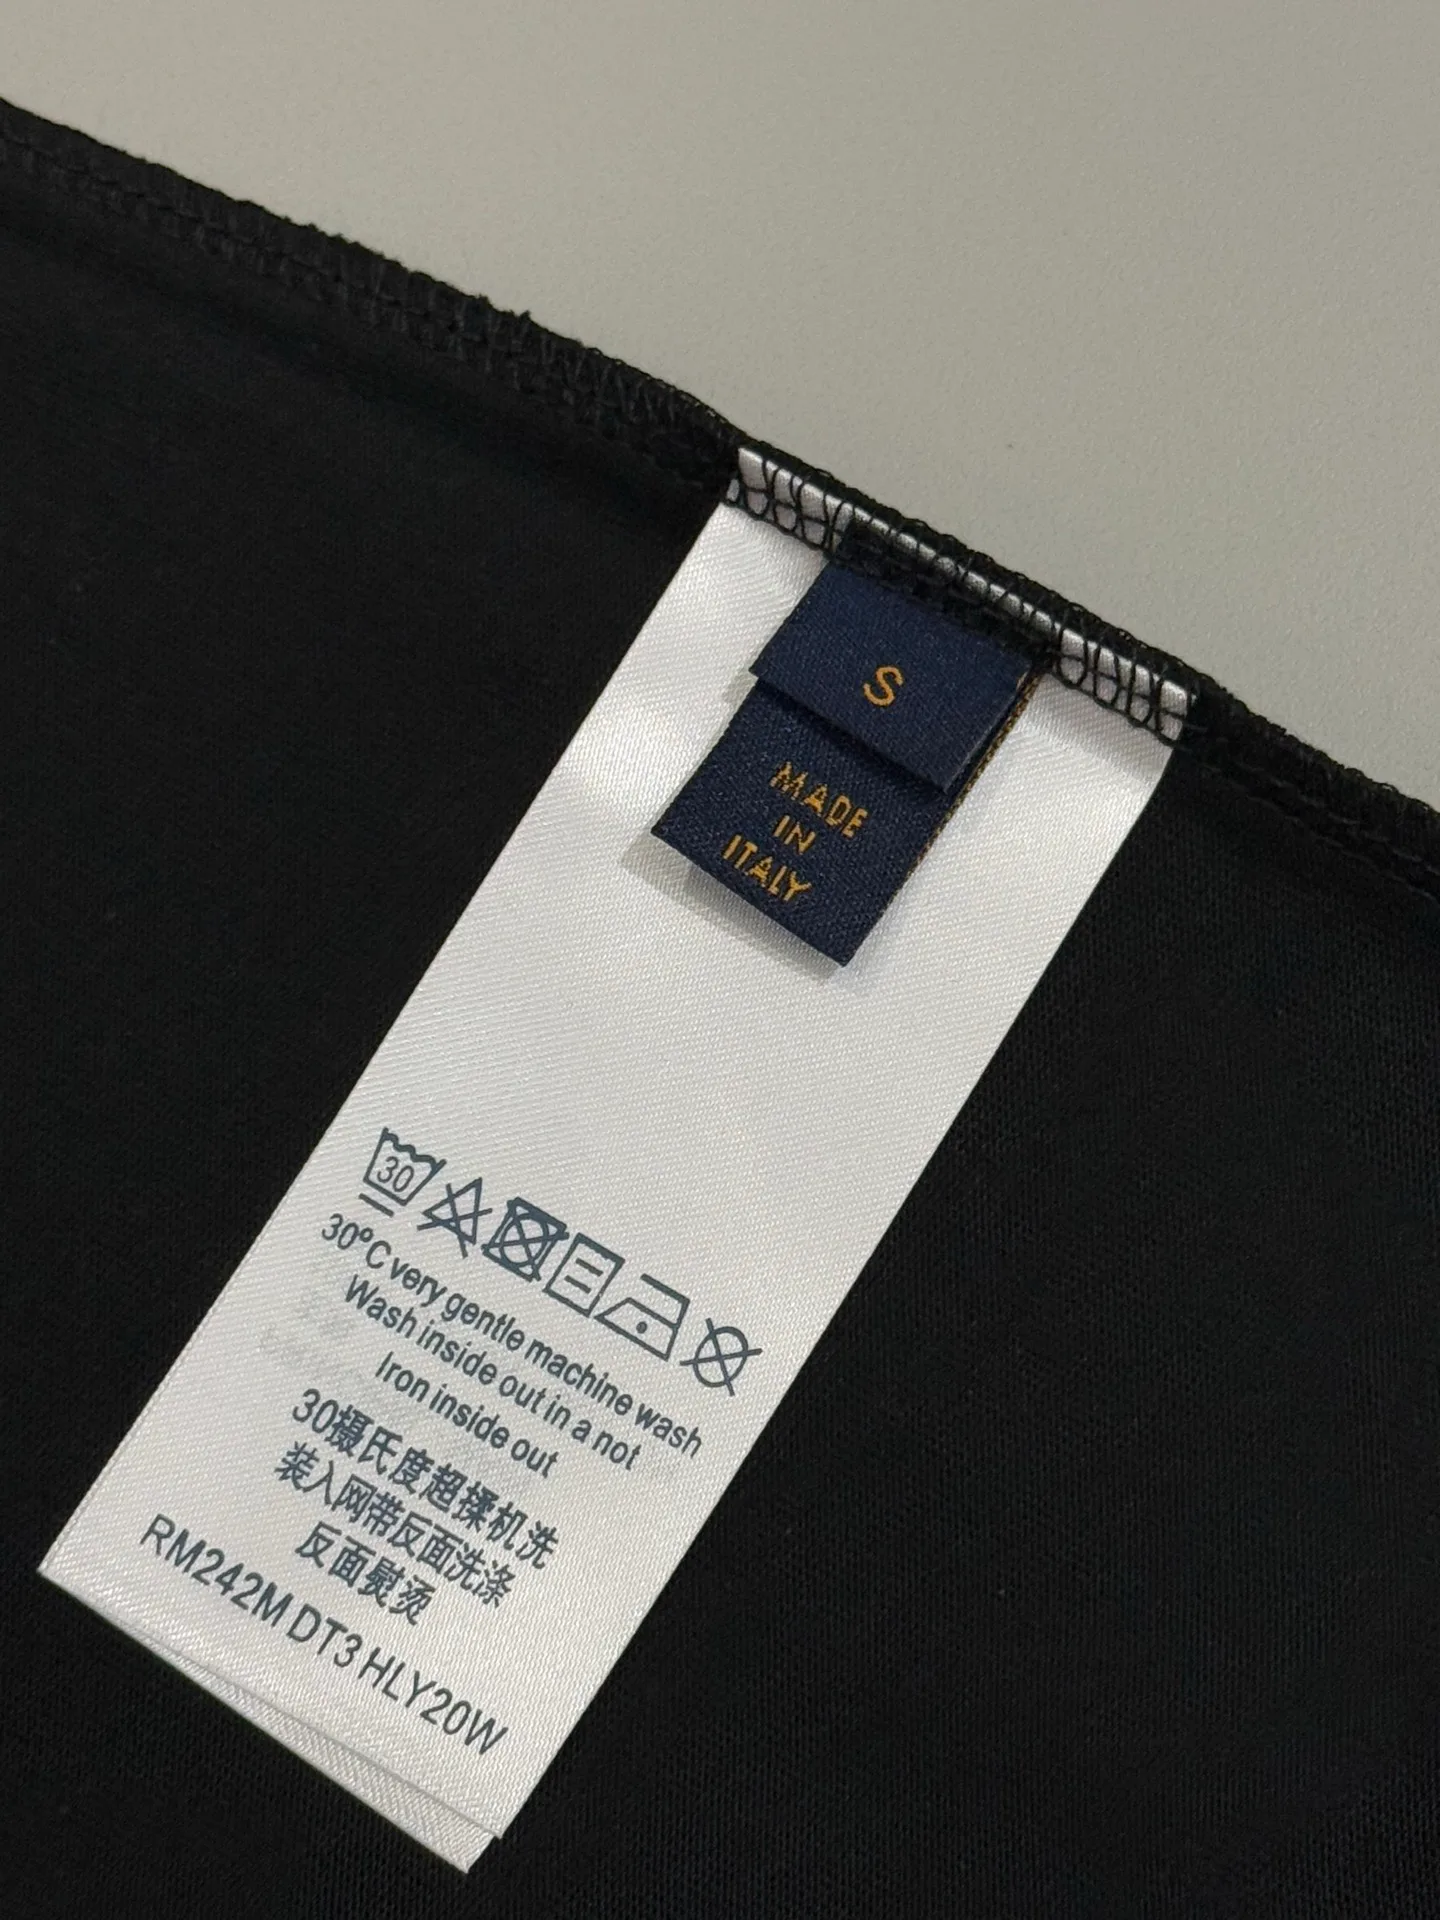 S
MADE
IN
ITALY
30
30°C very gentle machine wash
Wash inside out in a not
Iron inside out
30摄氏度超揉机洗
装入网带反面洗涤
反面熨烫
RM242M DT3 HLY20W